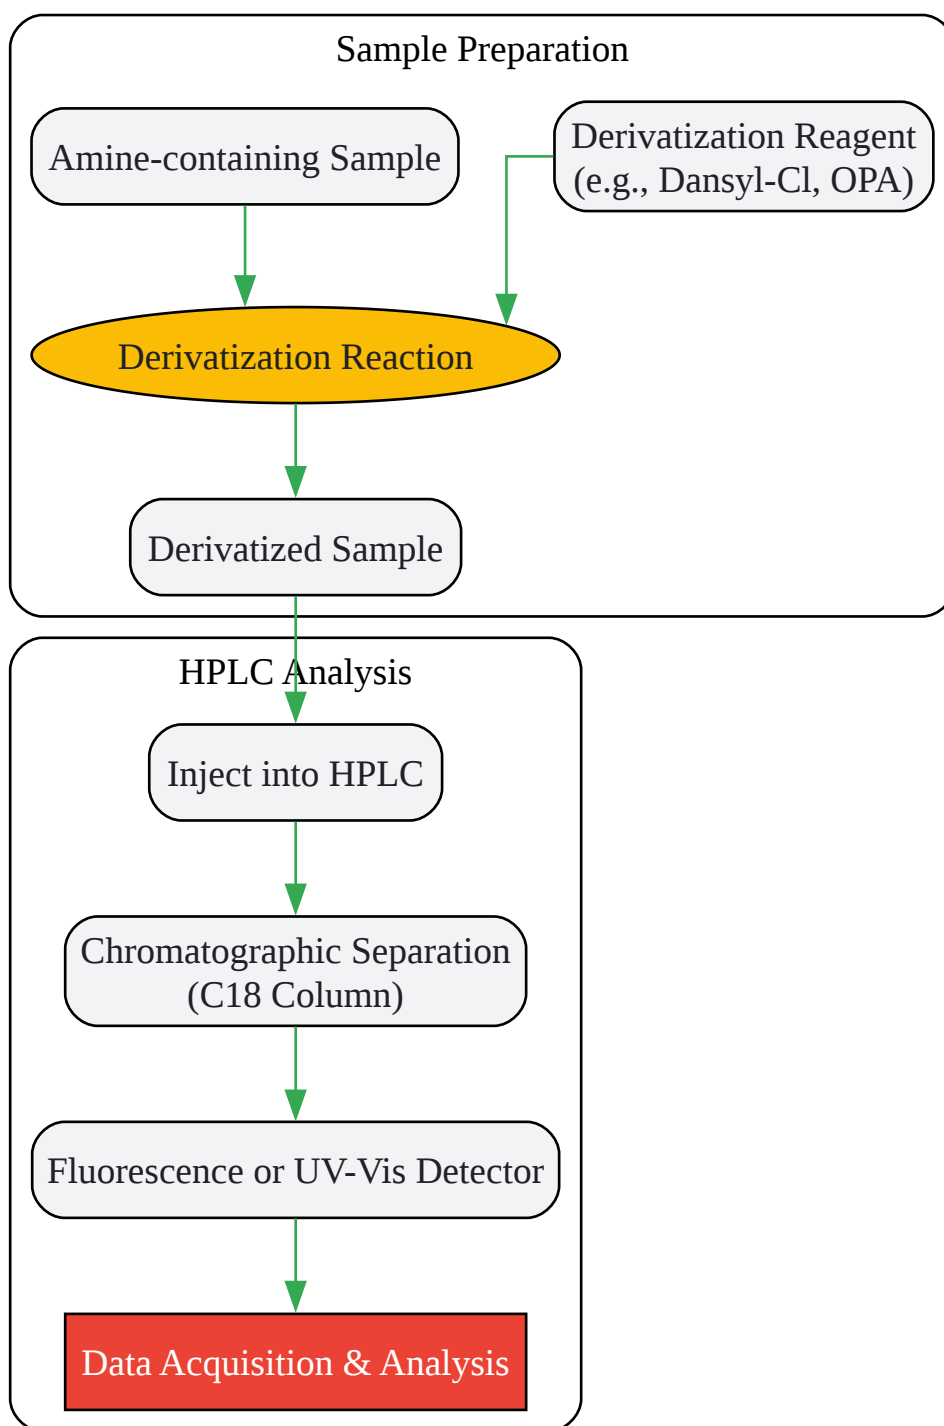 Sample Preparation
Amine-containing Sample
Derivatization Reagent
(e.g., Dansyl-Cl, OPA)
Derivatization Reaction
Derivatized Sample
HPLC Analysis
Inject into HPLC
Chromatographic Separation
(C18 Column)
Fluorescence or UV-Vis Detector
Data Acquisition & Analysis